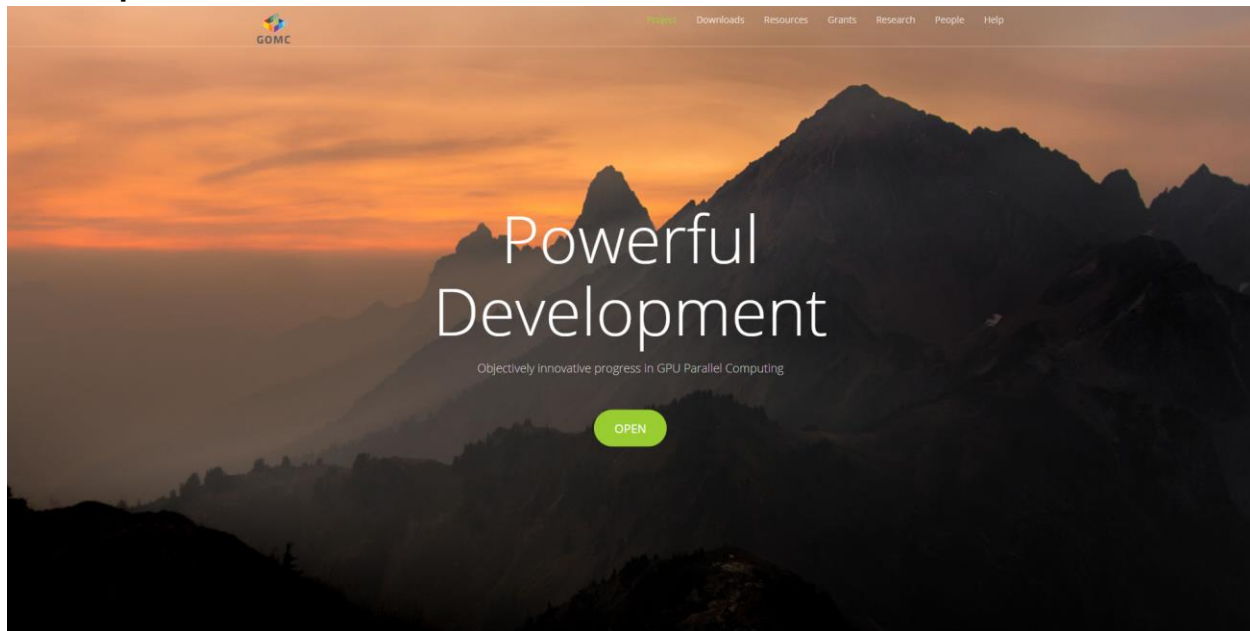 GOMC
Project Downloads Resources Grants Research People Help
Powerful
Development
Objectively innovative progress in GPU Parallel Computing
OPEN